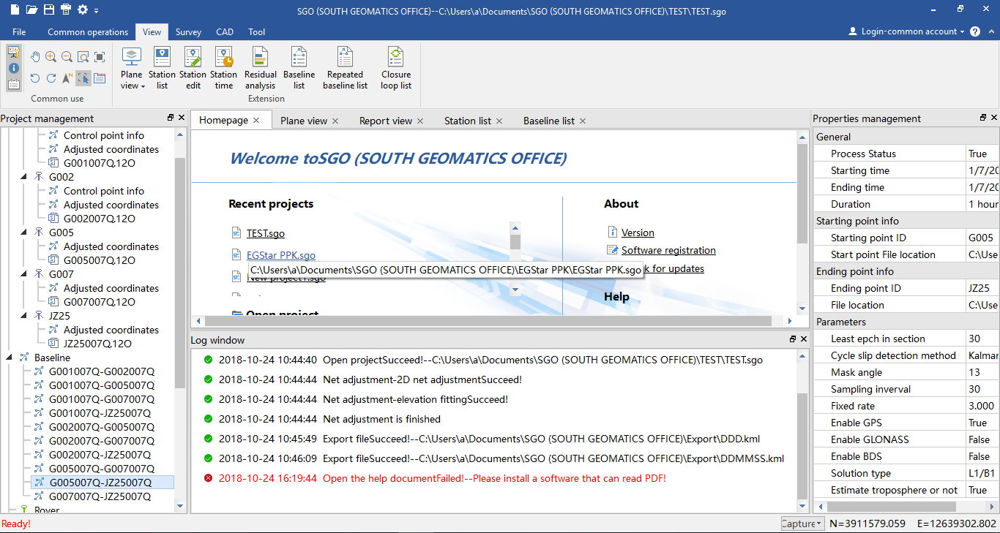 SGO (SOUTH GEOMATICS OFFICE)--C:\Users\a\Documents\SGO (SOUTH GEOMATICS OFFICE)\TEST\TEST.sgo
File Common operations View Survey CAD Tool Login-common account
Plane view Station list Station edit Station time Residual analysis Baseline list Repeated baseline list Closure loop list
Common use Extension
Project management
Control point info
Adjusted coordinates
G001007Q.12O
G002
Control point info
Adjusted coordinates
G002007Q.12O
G005
Adjusted coordinates
G005007Q.12O
G007
Adjusted coordinates
G007007Q.12O
JZ25
Adjusted coordinates
JZ25007Q.12O
Baseline
G001007Q-G002007Q
G001007Q-G005007Q
G001007Q-G007007Q
G001007Q-JZ25007Q
G002007Q-G005007Q
G002007Q-G007007Q
G002007Q-JZ25007Q
G005007Q-G007007Q
G005007Q-JZ25007Q
G007007Q-JZ25007Q
Rover
Homepage Plane view Report view Station list Baseline list
Welcome toSGO (SOUTH GEOMATICS OFFICE)
Recent projects
TEST.sgo
EGStar PPK.sgo
C:\Users\a\Documents\SGO (SOUTH GEOMATICS OFFICE)\EGStar PPK\EGStar PPK.sgo
New project1.sgo
Open project
About
Version
Software registration
k for updates
Help
Log window
2018-10-24 10:44:40 Open projectSucceed!--C:\Users\a\Documents\SGO (SOUTH GEOMATICS OFFICE)\TEST\TEST.sgo
2018-10-24 10:44:44 Net adjustment-2D net adjustmentSucceed!
2018-10-24 10:44:44 Net adjustment-elevation fittingSucceed!
2018-10-24 10:44:44 Net adjustment is finished
2018-10-24 10:45:49 Export fileSucceed!--C:\Users\a\Documents\SGO (SOUTH GEOMATICS OFFICE)\Export\DDD.kml
2018-10-24 10:46:09 Export fileSucceed!--C:\Users\a\Documents\SGO (SOUTH GEOMATICS OFFICE)\Export\DDMMSS.kml
2018-10-24 16:19:44 Open the help documentFailed!--Please install a software that can read PDF!
Properties management
General
Process Status True
Starting time 1/7/20
Ending time 1/7/20
Duration 1 hour
Starting point info
Starting point ID G005
Start point File location C:\Use
Ending point info
Ending point ID JZ25
File location C:\Use
Parameters
Least epch in section 30
Cycle slip detection method Kalmar
Mask angle 13
Sampling inverval 30
Fixed rate 3.000
Enable GPS True
Enable GLONASS False
Enable BDS False
Solution type L1/B1
Estimate troposphere or not True
Ready! Capture N=3911579.059 E=12639302.802